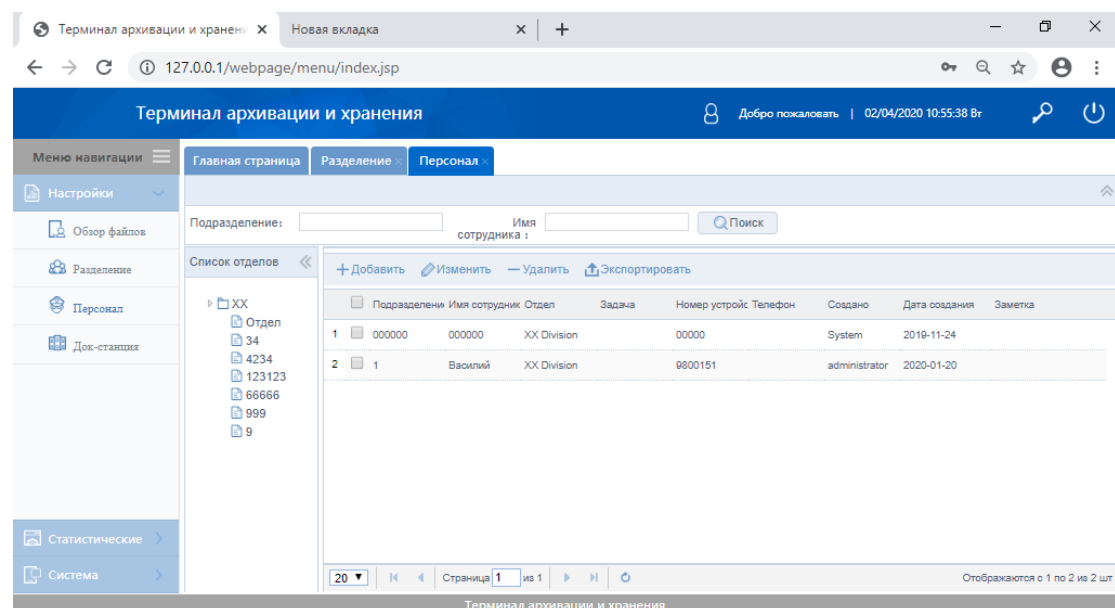 Терминал архивации и хранени
Новая вкладка
127.0.0.1/webpage/menu/index.jsp
Терминал архивации и хранения
Добро пожаловать | 02/04/2020 10:55:38 Вт
Меню навигации
Главная страница Разделение Персонал
Настройки
Обзор файлов
Разделение
Персонал
Док-станция
Статистические
Система
Подразделение:
Имя
сотрудника :
Поиск
Список отделов
Добавить Изменить Удалить Экспортировать
XX
Отдел
34
4234
123123
66666
999
9
Подразделени Имя сотрудник Отдел Задача Номер устройс Телефон Создано Дата создания Заметка
1 000000 000000 XX Division 00000 System 2019-11-24
2 1 Василий XX Division 9800151 administrator 2020-01-20
20 Страница 1 из 1 Отображаются с 1 по 2 из 2 шт
Терминал архивации и хранения